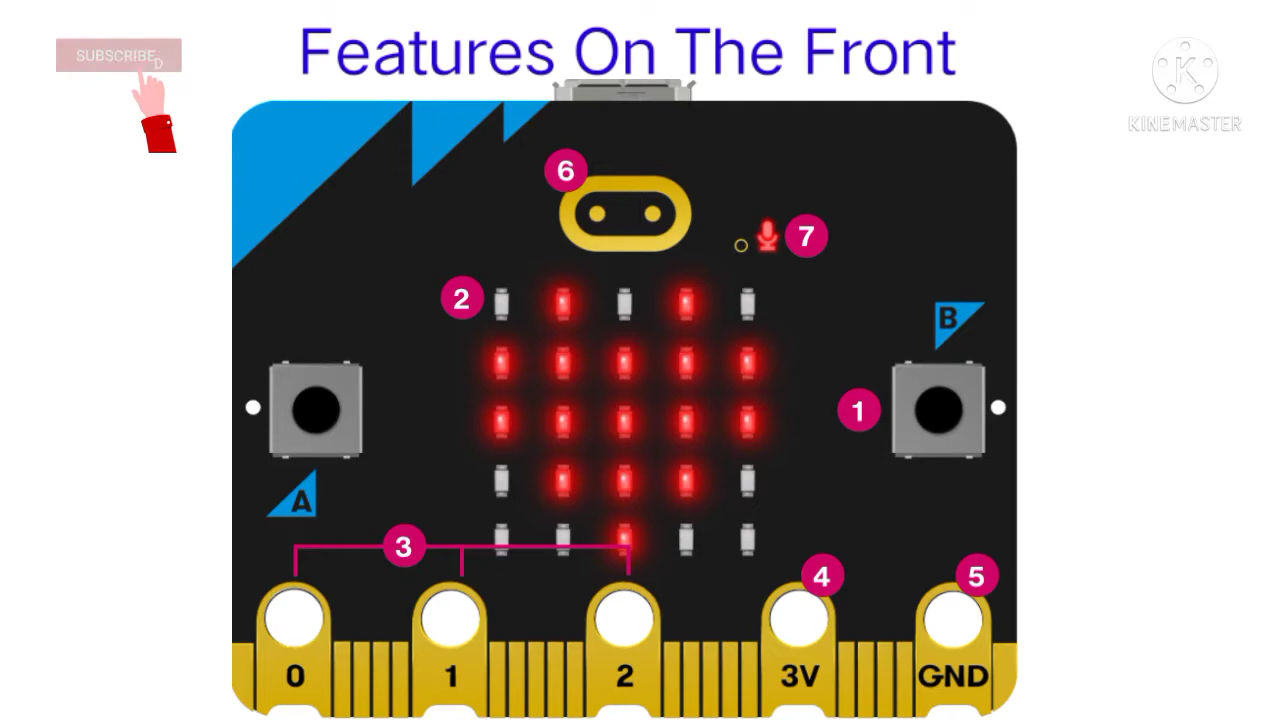 Features On The Front
SUBSCRIBE
D
K
KINEMASTER
6
7
2
B
1
A
3
4
5
0
1
2
3V
GND